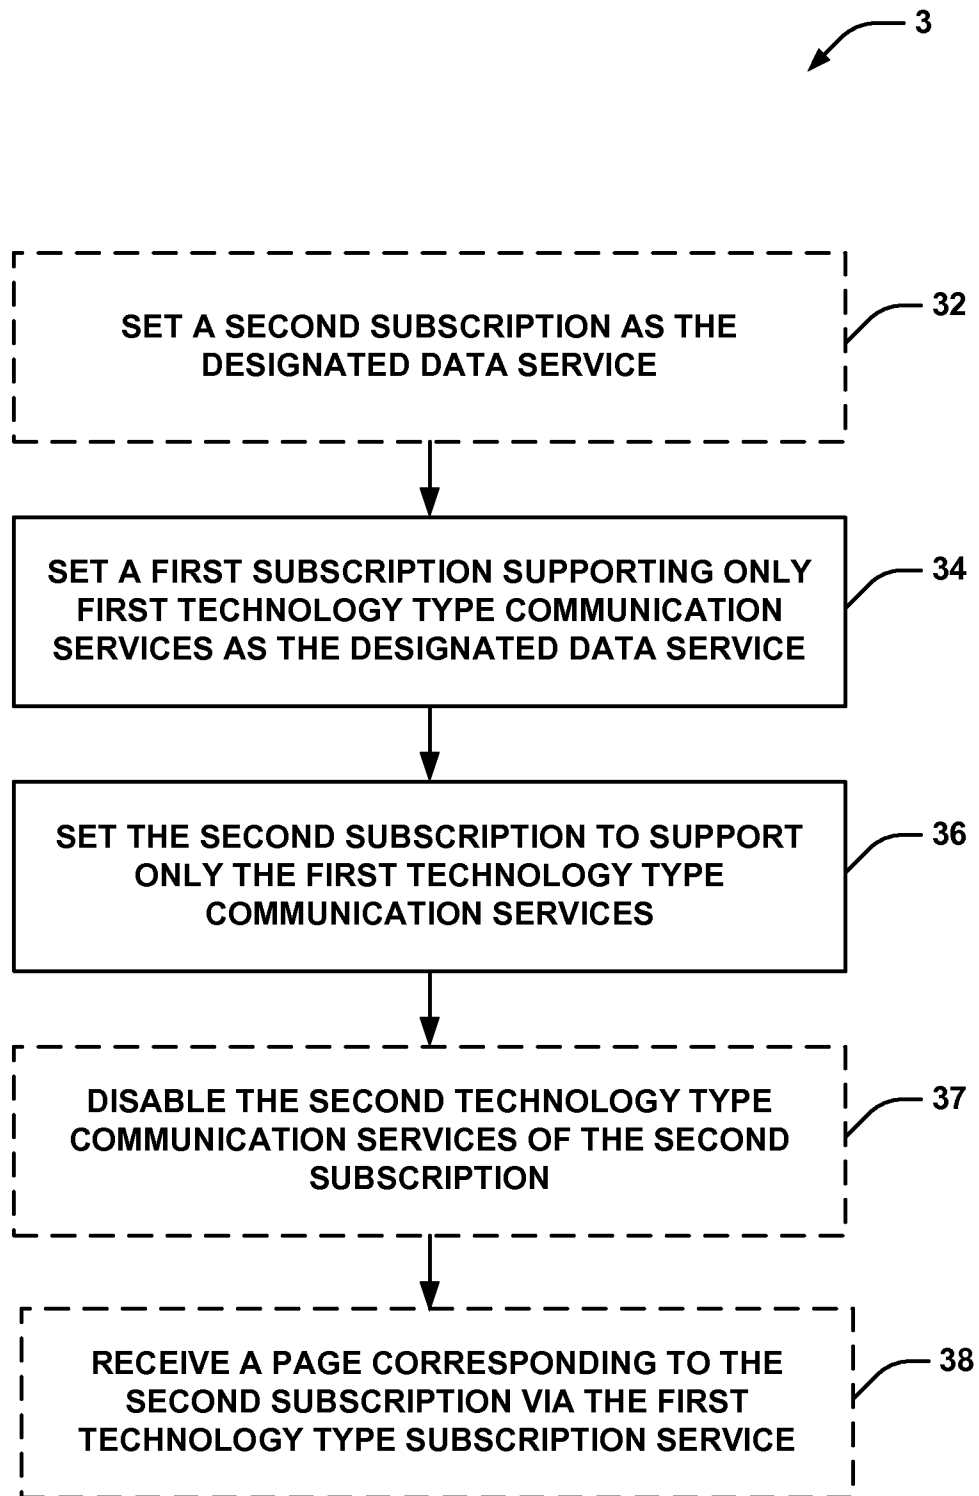 3
SET A SECOND SUBSCRIPTION AS THE
DESIGNATED DATA SERVICE
32
SET A FIRST SUBSCRIPTION SUPPORTING ONLY
FIRST TECHNOLOGY TYPE COMMUNICATION
SERVICES AS THE DESIGNATED DATA SERVICE
34
SET THE SECOND SUBSCRIPTION TO SUPPORT
ONLY THE FIRST TECHNOLOGY TYPE
COMMUNICATION SERVICES
36
DISABLE THE SECOND TECHNOLOGY TYPE
COMMUNICATION SERVICES OF THE SECOND
SUBSCRIPTION
37
RECEIVE A PAGE CORRESPONDING TO THE
SECOND SUBSCRIPTION VIA THE FIRST
TECHNOLOGY TYPE SUBSCRIPTION SERVICE
38